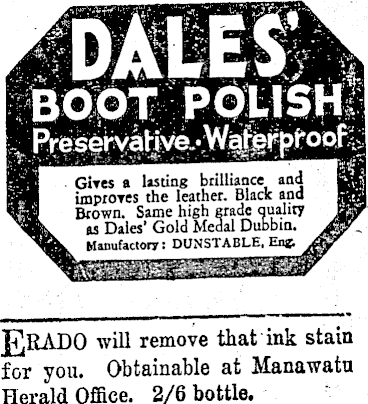 DALES'
BOOT POLISH
Preservative. Waterproof
Gives a lasting brilliance and
improves the leather. Black and
Brown. Same high grade quality
as Dales' Gold Medal Dubbin.
Manufactory: DUNSTABLE, Eng.
ERADO will remove that ink stain
for you. Obtainable at Manawatu
Herald Office. 2/6 bottle.